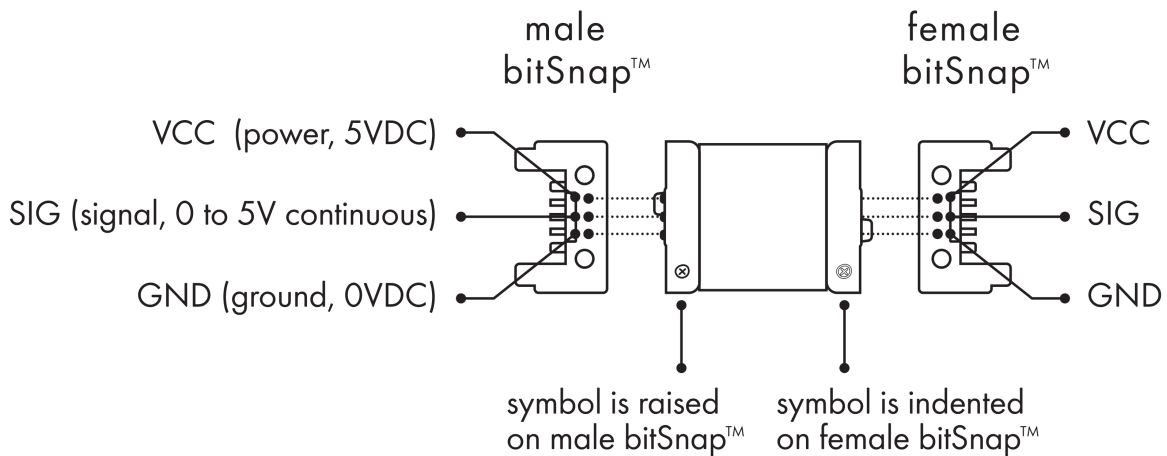 male
bitSnap™
female
bitSnap™
VCC (power, 5VDC)
VCC
SIG (signal, 0 to 5V continuous)
SIG
GND (ground, 0VDC)
GND
symbol is raised
on male bitSnap™
symbol is indented
on female bitSnap™